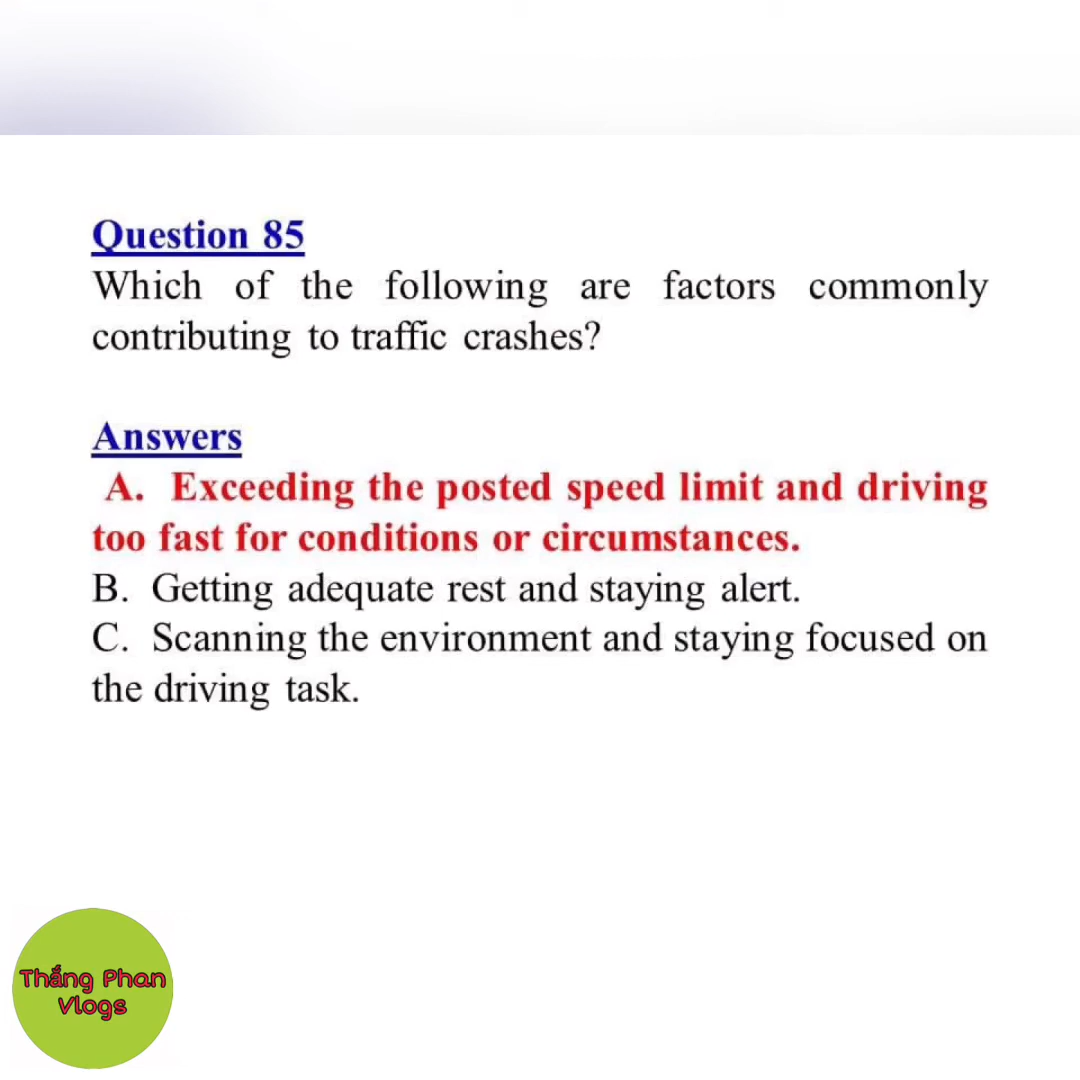 Question 85
Which of the following are factors commonly
contributing to traffic crashes?
Answers
A. Exceeding the posted speed limit and driving
too fast for conditions or circumstances.
B. Getting adequate rest and staying alert.
C. Scanning the environment and staying focused on
the driving task.
Thắng Phan
Vlogs